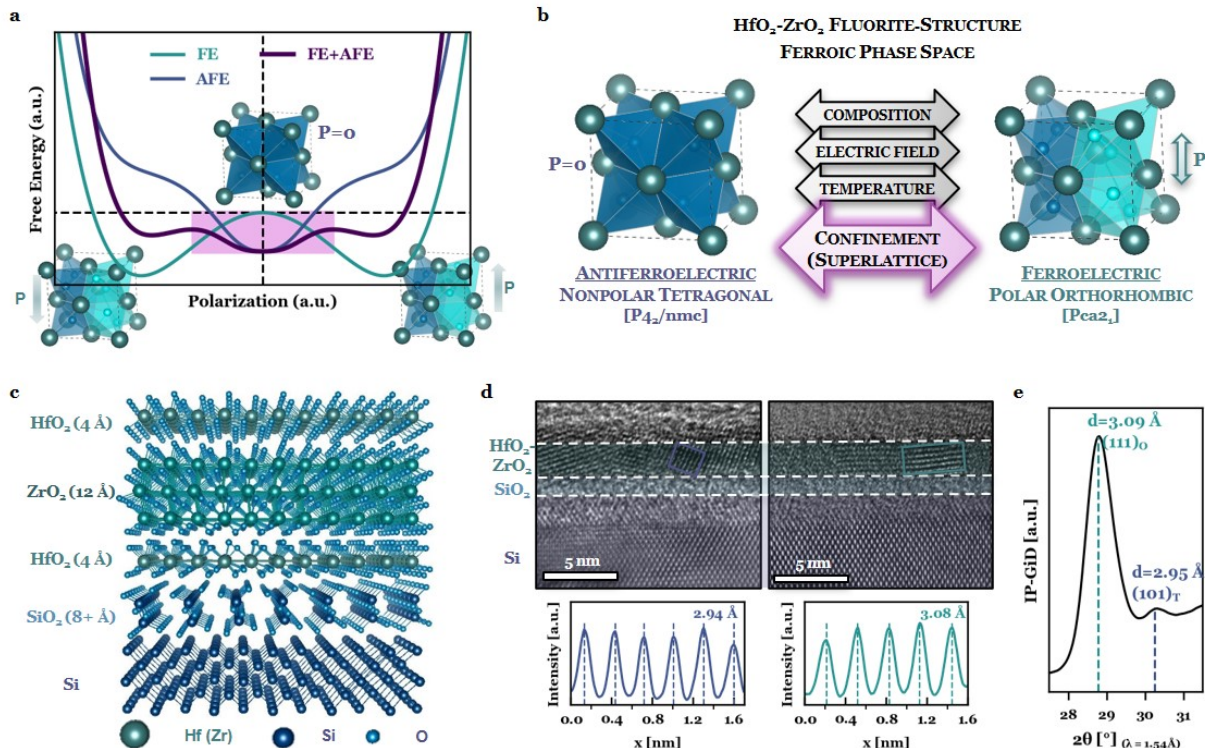 a
FE
FE+AFE
AFE
P=0
Free Energy (a.u.)
P
P
Polarization (a.u.)
b
HfO₂-ZrO₂ FLUORITE-STRUCTURE
FERROIC PHASE SPACE
P=0
COMPOSITION
ELECTRIC FIELD
TEMPERATURE
CONFINEMENT
(SUPERLATTICE)
P
ANTIFERROELECTRIC
NONPOLAR TETRAGONAL
[P4₂/nmc]
FERROELECTRIC
POLAR ORTHORHOMBIC
[Pca2₁]
c
HfO₂ (4 Å)
ZrO₂ (12 Å)
HfO₂ (4 Å)
SiO₂ (8+ Å)
Si
Hf (Zr)
Si
O
d
HfO₂-
ZrO₂
SiO₂
Si
5 nm
5 nm
Intensity [a.u.]
2.94 Å
0.0 0.4 0.8 1.2 1.6
x [nm]
Intensity [a.u.]
3.08 Å
0.0 0.4 0.8 1.2 1.6
x [nm]
e
d=3.09 Å
(111)O
d=2.95 Å
(101)T
IP-GiD [a.u.]
28 29 30 31
2θ [°] (λ = 1.54Å)